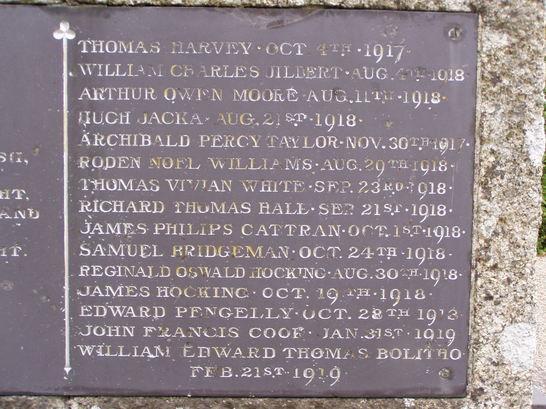 THOMAS HARVEY · OCT 4TH · 1917
WILLIAM CHARLES JILBERT · AUG. 4TH · 1918
ARTHUR OWEN MOORE · AUG. 11TH · 1918 ·
HUGH JACKA · AUG. 21ST · 1918 ·
ARCHIBALD PERCY TAYLOR · NOV. 30TH · 1917 ·
RODEN NOEL WILLIAMS · AUG. 29TH · 1918 ·
THOMAS VIVIAN WHITE · SEP. 23RD · 1918 ·
RICHARD THOMAS HALL · SEP 21ST · 1918 ·
JAMES PHILIPS CATTRAN · OCT. 1ST · 1918 ·
SAMUEL BRIDGEMAN · OCT. 24TH · 1918 ·
REGINALD OSWALD HOCKING · AUG. 30TH · 1918 ·
JAMES HOCKING · OCT. 19TH · 1918 ·
EDWARD PENGELLY · OCT. 28TH · 1918 ·
JOHN FRANCIS COOK · JAN. 31ST · 1919
WILLIAM EDWARD THOMAS BOLITHO ·
FEB. 21ST · 1919 ·